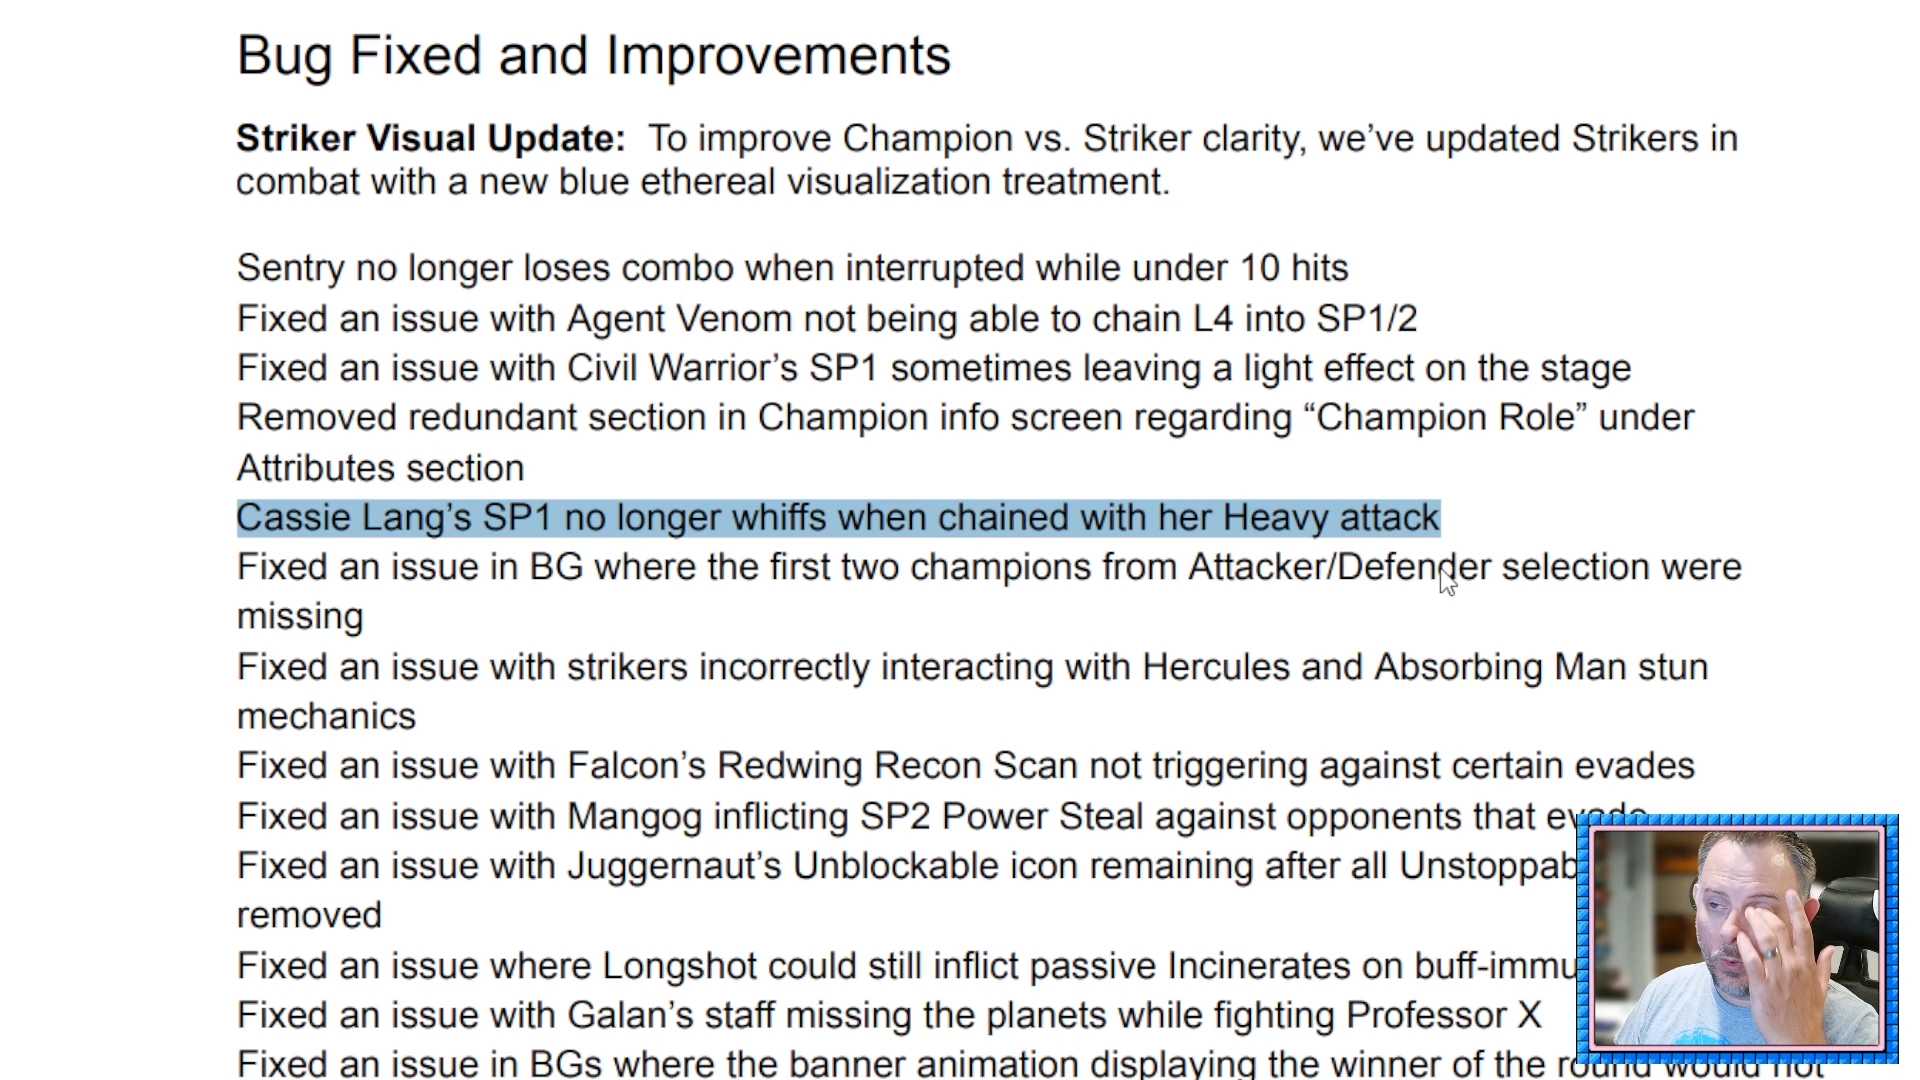 Bug Fixed and Improvements
Striker Visual Update: To improve Champion vs. Striker clarity, we’ve updated Strikers in
combat with a new blue ethereal visualization treatment.
Sentry no longer loses combo when interrupted while under 10 hits
Fixed an issue with Agent Venom not being able to chain L4 into SP1/2
Fixed an issue with Civil Warrior’s SP1 sometimes leaving a light effect on the stage
Removed redundant section in Champion info screen regarding “Champion Role” under
Attributes section
Cassie Lang’s SP1 no longer whiffs when chained with her Heavy attack
Fixed an issue in BG where the first two champions from Attacker/Defender selection were
missing
Fixed an issue with strikers incorrectly interacting with Hercules and Absorbing Man stun
mechanics
Fixed an issue with Falcon’s Redwing Recon Scan not triggering against certain evades
Fixed an issue with Mangog inflicting SP2 Power Steal against opponents that evade
Fixed an issue with Juggernaut’s Unblockable icon remaining after all
removed
Fixed an issue where Longshot could still inflict passive Incinerates on
Fixed an issue with Galan’s staff missing the planets while fighting Professor X
Fixed an issue in BGs where the banner animation displaying the winner of the round would not